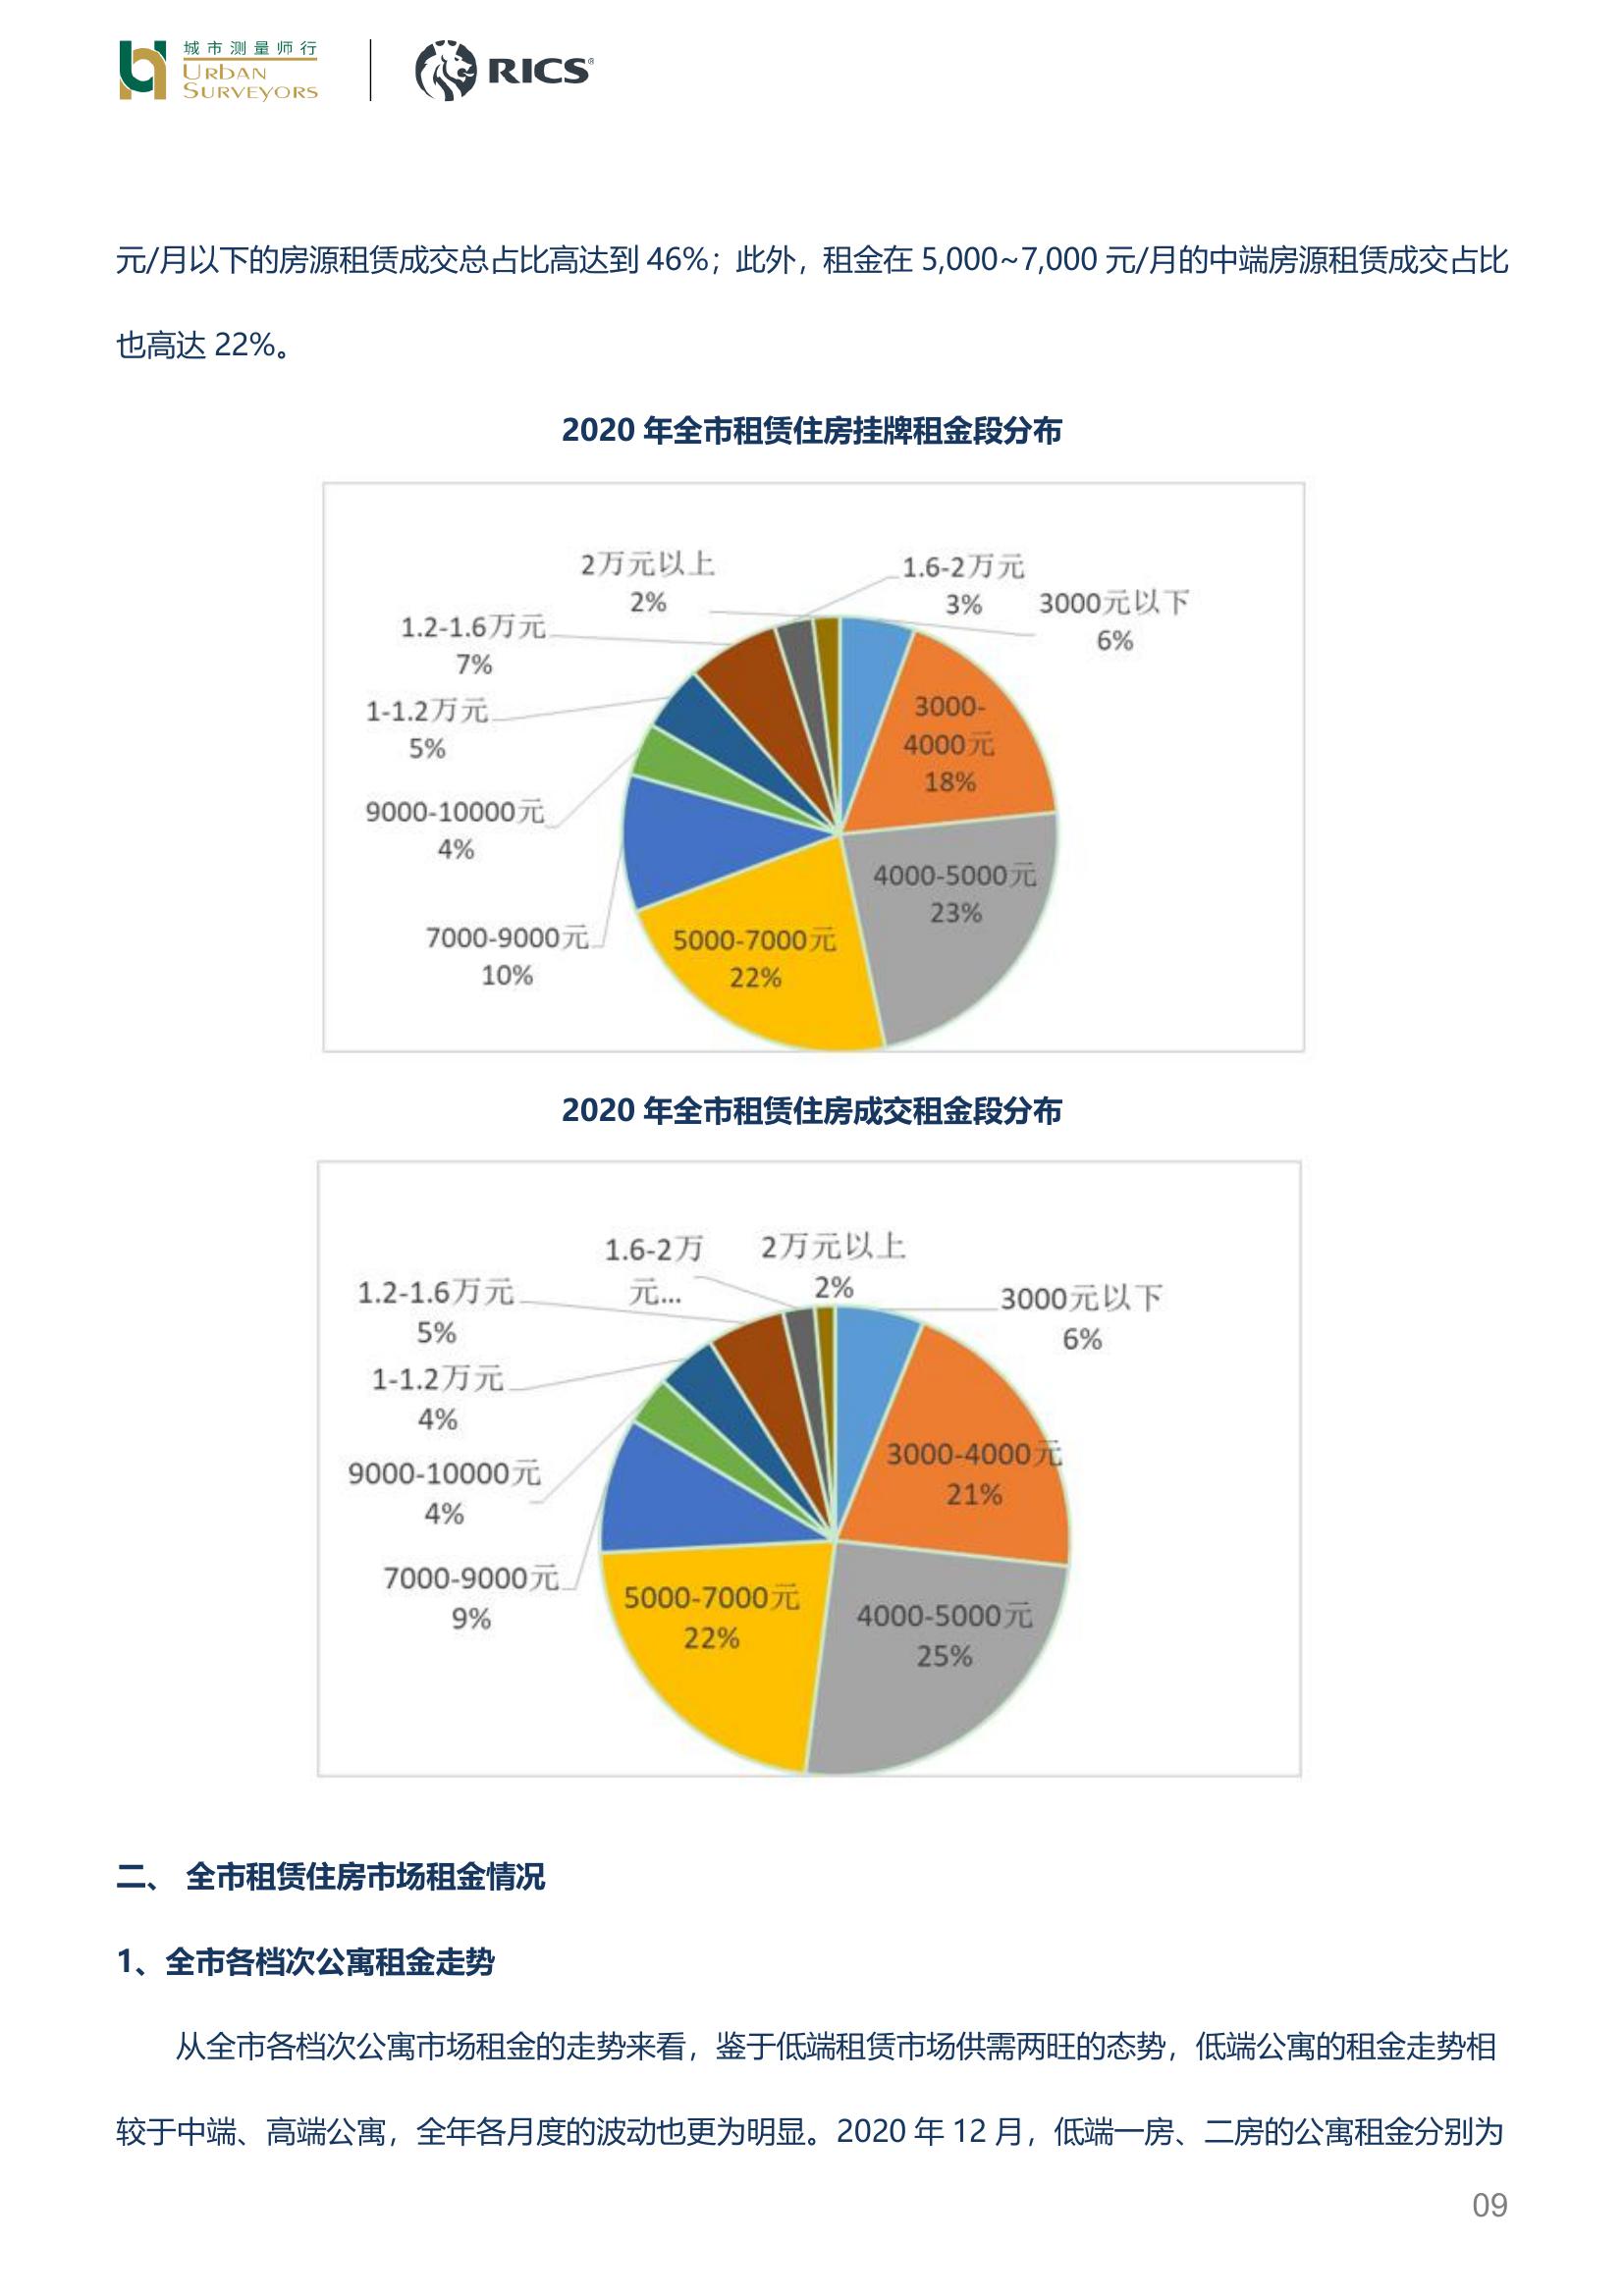 城市测量师行
URBAN
SURVEYORS
RICS®
元/月以下的房源租赁成交总占比高达到 46%；此外，租金在 5,000~7,000 元/月的中端房源租赁成交占比
也高达 22%。
2020 年全市租赁住房挂牌租金段分布
2万元以上
2%
1.6-2万元
3%
3000元以下
6%
1.2-1.6万元
7%
3000-
4000元
18%
1-1.2万元
5%
9000-10000元
4%
4000-5000元
23%
7000-9000元
10%
5000-7000元
22%
2020 年全市租赁住房成交租金段分布
1.6-2万
元...
2万元以上
2%
3000元以下
6%
1.2-1.6万元
5%
1-1.2万元
4%
3000-4000元
21%
9000-10000元
4%
7000-9000元
9%
5000-7000元
22%
4000-5000元
25%
二、 全市租赁住房市场租金情况
1、全市各档次公寓租金走势
从全市各档次公寓市场租金的走势来看，鉴于低端租赁市场供需两旺的态势，低端公寓的租金走势相
较于中端、高端公寓，全年各月度的波动也更为明显。2020 年 12 月，低端一房、二房的公寓租金分别为
09